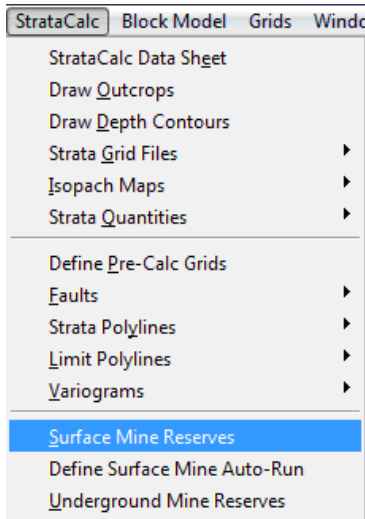 StrataCalc Block Model Grids Windo
StrataCalc Data Sheet
Draw Outcrops
Draw Depth Contours
Strata Grid Files
Isopach Maps
Strata Quantities
Define Pre-Calc Grids
Faults
Strata Polylines
Limit Polylines
Variograms
Surface Mine Reserves
Define Surface Mine Auto-Run
Underground Mine Reserves